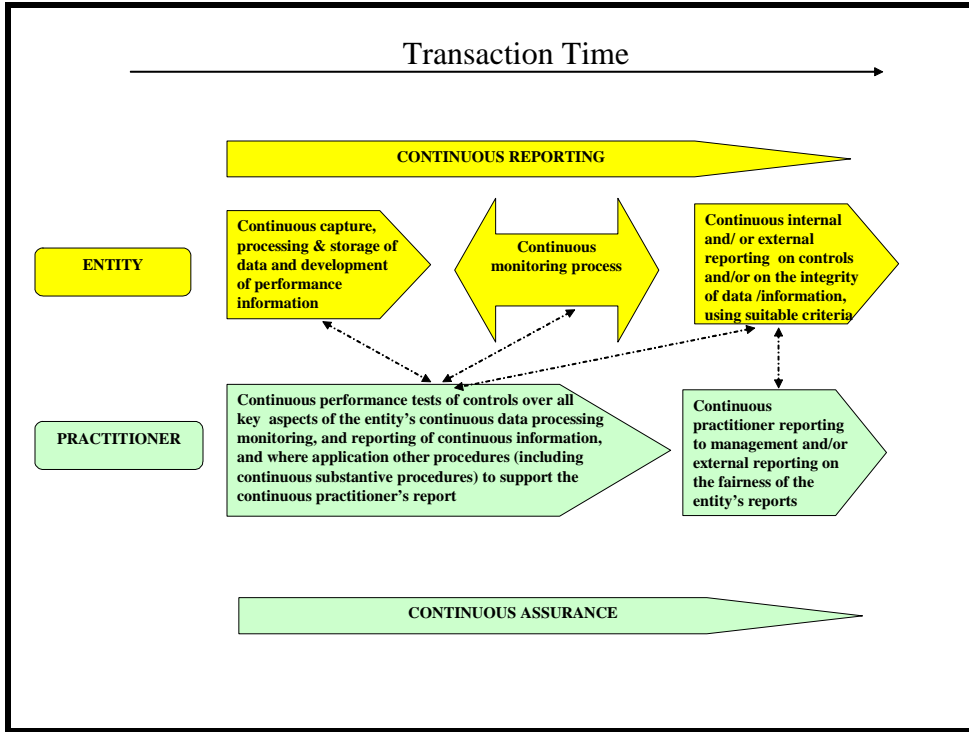 Transaction Time
CONTINUOUS REPORTING
ENTITY
Continuous capture,
processing & storage of
data and development
of performance
information
Continuous
monitoring process
Continuous internal
and/ or external
reporting on controls
and/or on the integrity
of data /information,
using suitable criteria
PRACTITIONER
Continuous performance tests of controls over all
key aspects of the entity's continuous data processing
monitoring, and reporting of continuous information,
and where application other procedures (including
continuous substantive procedures) to support the
continuous practitioner's report
Continuous
practitioner reporting
to management and/or
external reporting on
the fairness of the
entity's reports
CONTINUOUS ASSURANCE